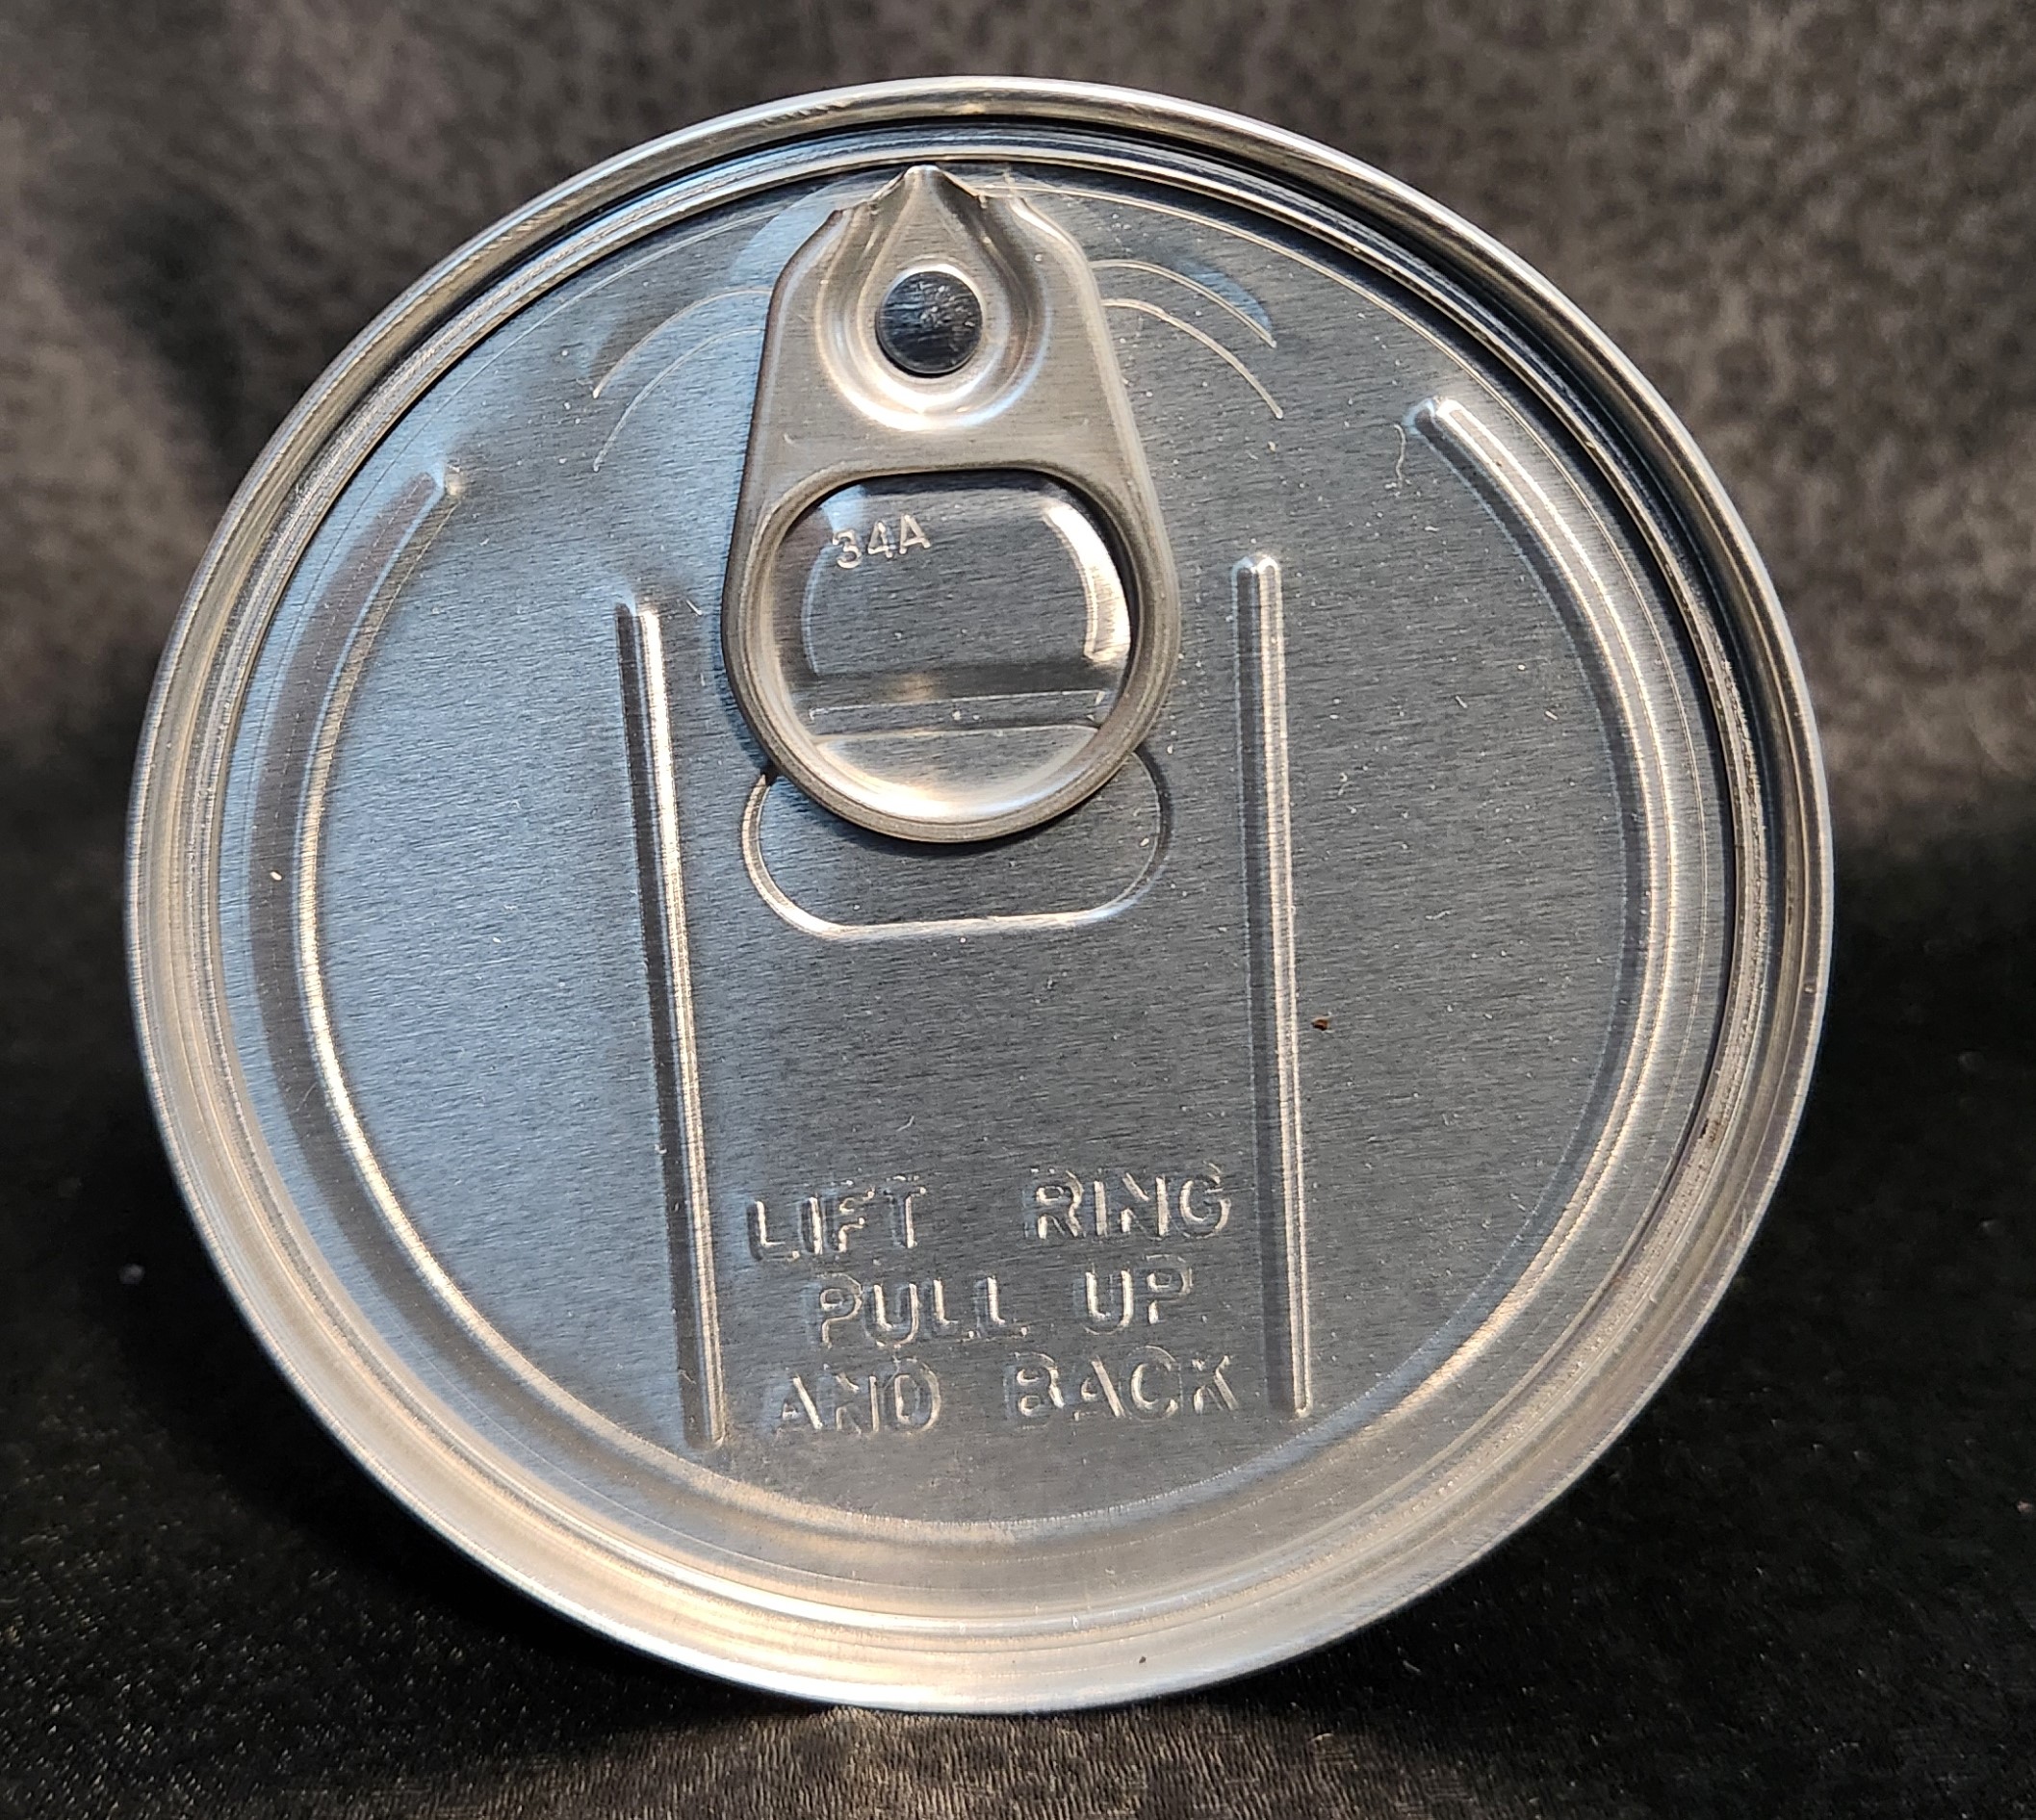 34A
LIFT RING
PULL UP
AND BACK